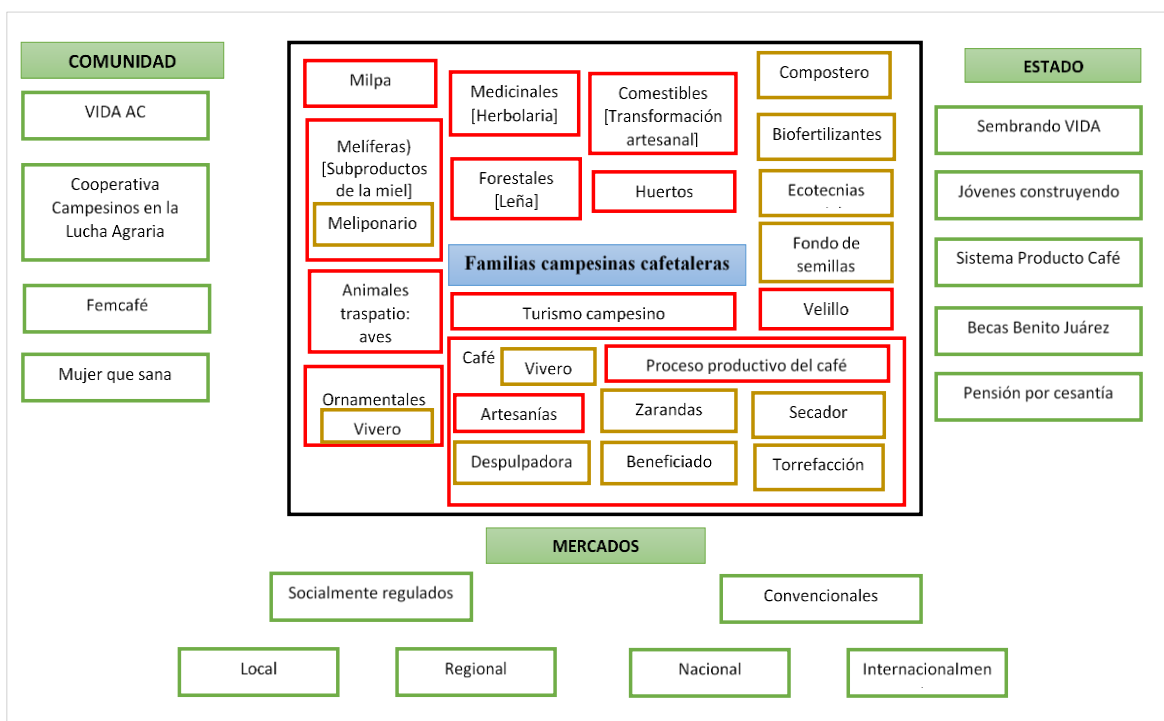 COMUNIDAD
VIDA AC
Cooperativa
Campesinos en la
Lucha Agraria
Femcafé
Mujer que sana
Milpa
Melíferas)
[Subproductos
de la miel]
Meliponario
Animales
traspatio:
aves
Ornamentales
Vivero
Medicinales
[Herbolaria]
Comestibles
[Transformación
artesanal]
Forestales
[Leña]
Huertos
Compostero
Biofertilizantes
Ecotecnias
Fondo de
semillas
Familias campesinas cafetaleras
Turismo campesino
Velillo
Café
Vivero
Proceso productivo del café
Artesanías
Zarandas
Secador
Despulpadora
Beneficiado
Torrefacción
ESTADO
Sembrando VIDA
Jóvenes construyendo
Sistema Producto Café
Becas Benito Juárez
Pensión por cesantía
MERCADOS
Socialmente regulados
Convencionales
Local
Regional
Nacional
Internacionalmen